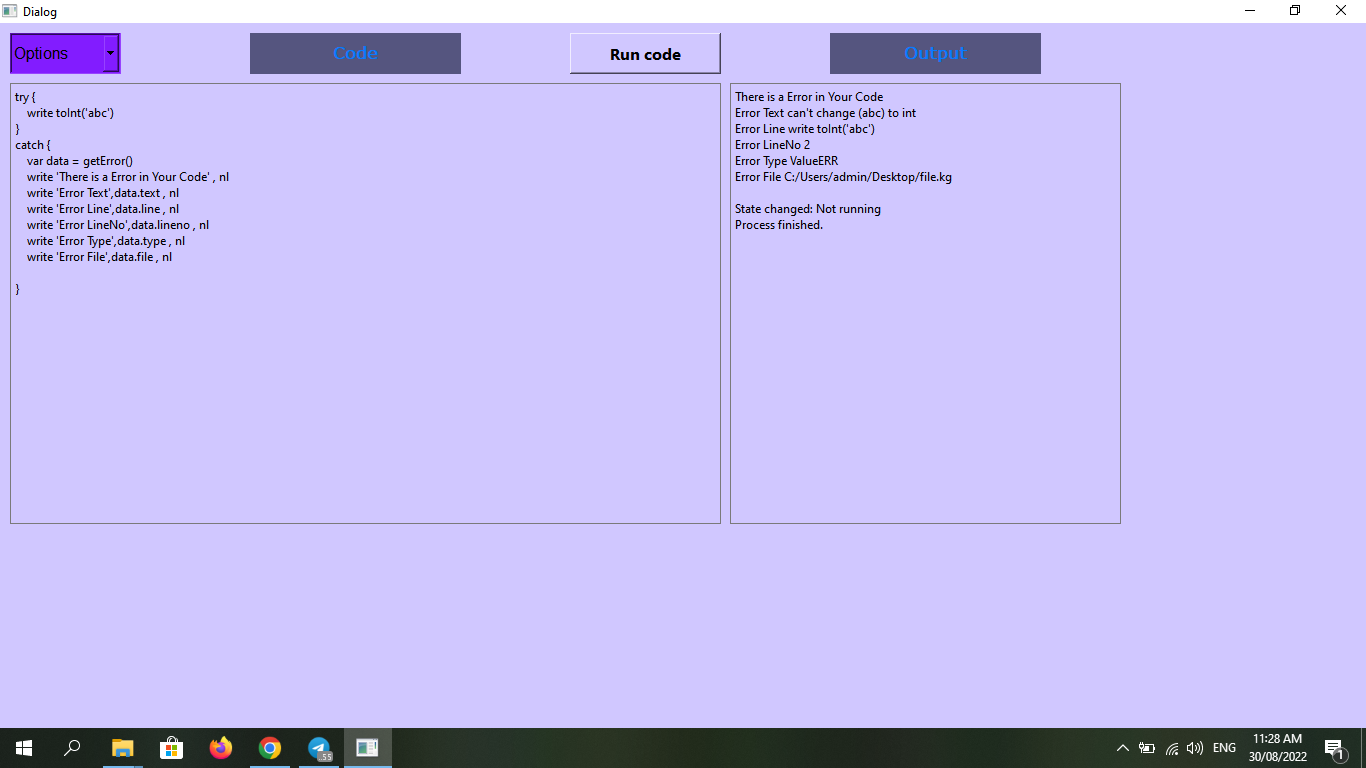 Dialog
Options
Code
Run code
Output
try {
    write toInt('abc')
}
catch {
    var data = getError()
    write 'There is a Error in Your Code' , nl
    write 'Error Text',data.text , nl
    write 'Error Line',data.line , nl
    write 'Error LineNo',data.lineno , nl
    write 'Error Type',data.type , nl
    write 'Error File',data.file , nl
}
There is a Error in Your Code
Error Text can't change (abc) to int
Error Line write toInt('abc')
Error LineNo 2
Error Type ValueERR
Error File C:/Users/admin/Desktop/file.kg
State changed: Not running
Process finished.
55
ENG
11:28 AM
30/08/2022
1